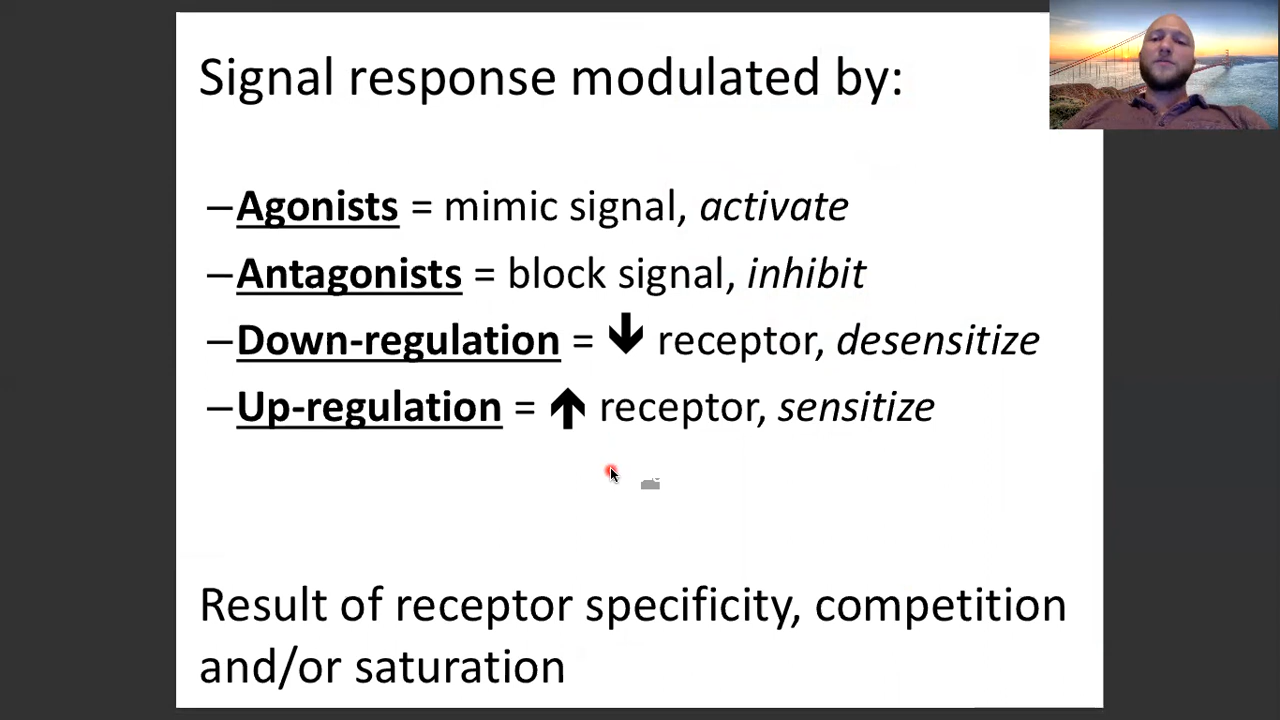 Signal response modulated by:
–Agonists = mimic signal, activate
–Antagonists = block signal, inhibit
–Down-regulation = 🡇 receptor, desensitize
–Up-regulation = 🡅 receptor, sensitize
Result of receptor specificity, competition
and/or saturation